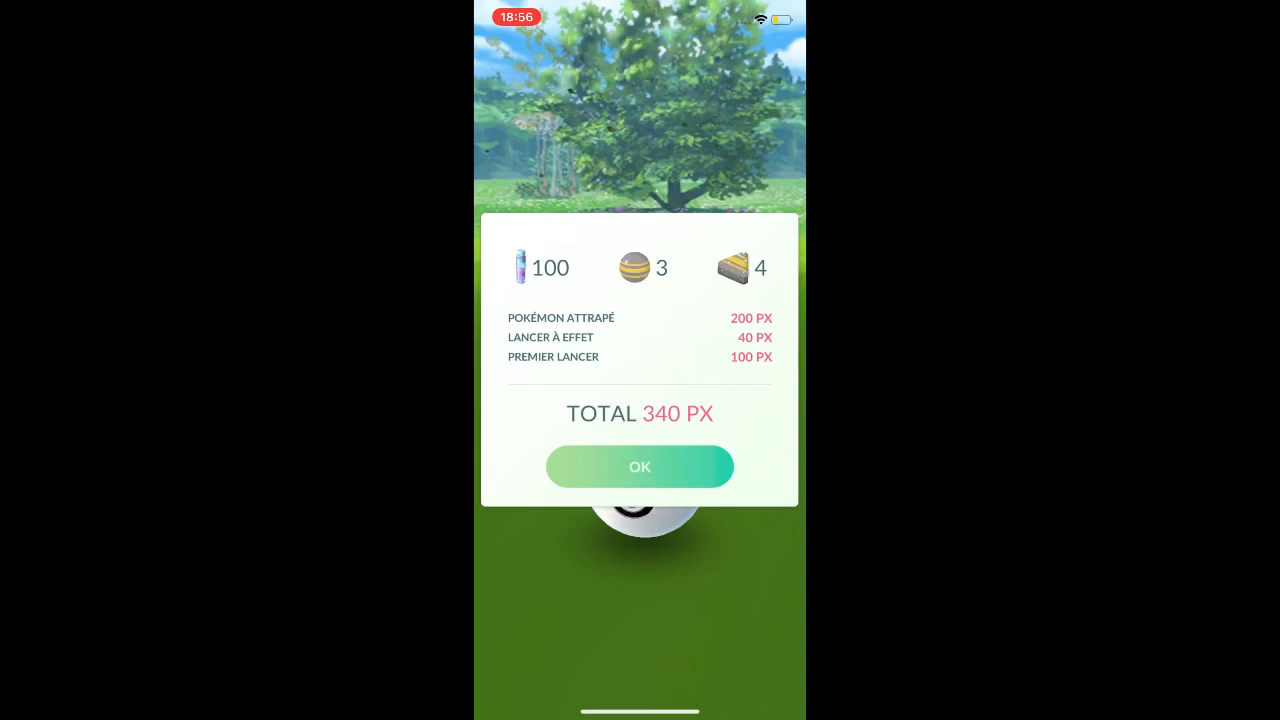 18:56
100 3 4
POKÉMON ATTRAPÉ 200 PX
LANCER À EFFET 40 PX
PREMIER LANCER 100 PX
TOTAL 340 PX
OK